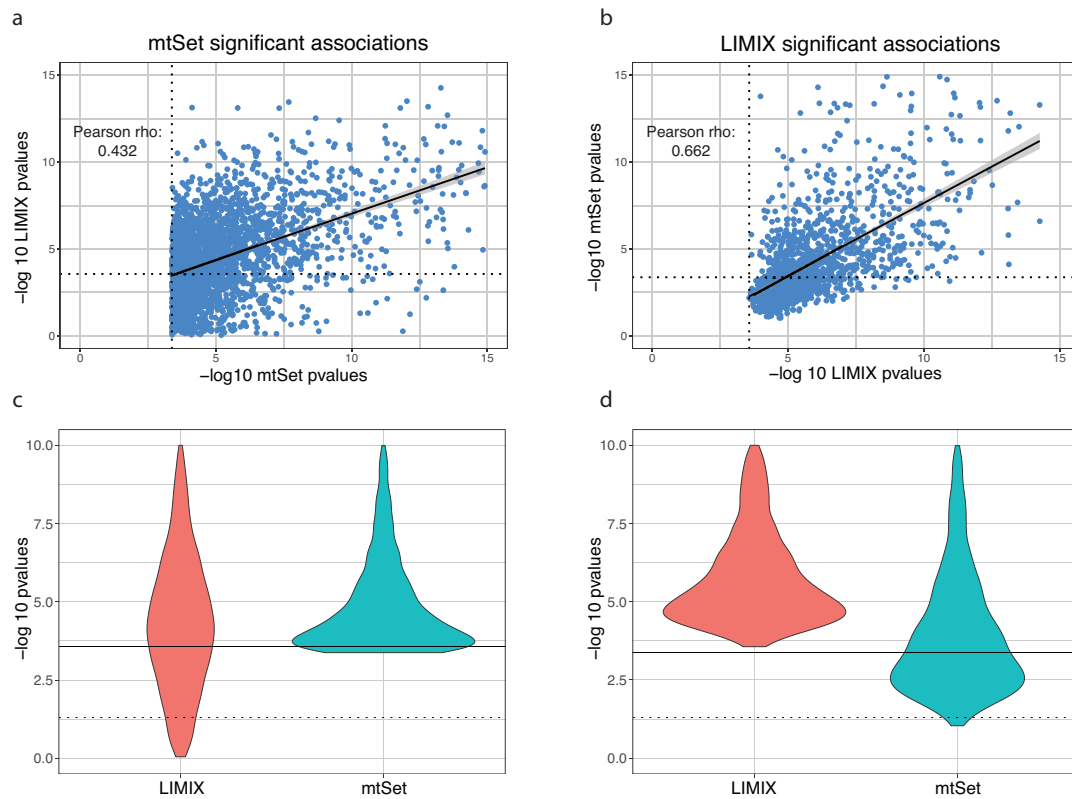 a
mtSet significant associations
15
10
5
0
−log 10 LIMIX pvalues
Pearson rho:
0.432
0
5
10
15
−log10 mtSet pvalues
b
LIMIX significant associations
15
10
5
0
−log10 mtSet pvalues
Pearson rho:
0.662
0
5
10
15
−log 10 LIMIX pvalues
c
10.0
7.5
5.0
2.5
0.0
−log 10 pvalues
LIMIX
mtSet
d
10.0
7.5
5.0
2.5
0.0
−log 10 pvalues
LIMIX
mtSet